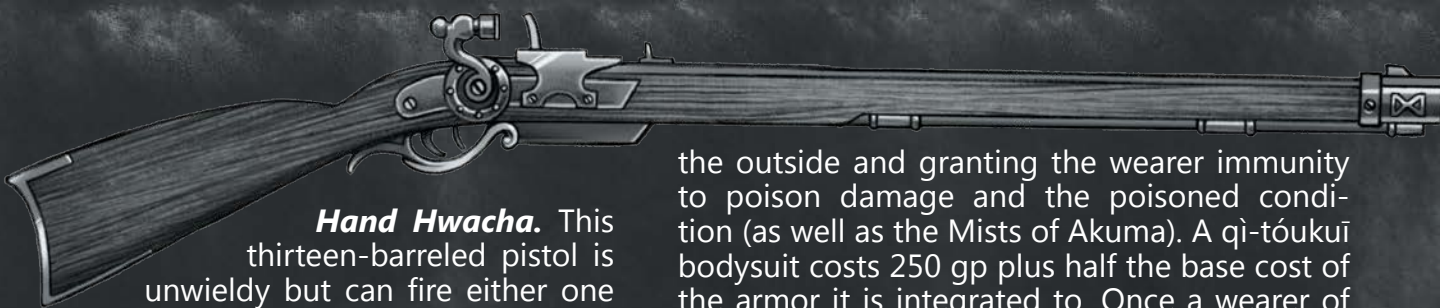 Hand Hwacha. This
thirteen-barreled pistol is
unwieldy but can fire either one
the outside and granting the wearer immunity
to poison damage and the poisoned condi-
tion (as well as the Mists of Akuma). A qì-tóukuī
bodysuit costs 250 gp plus half the base cost of
the armor it is integrated to. Once a wearer of